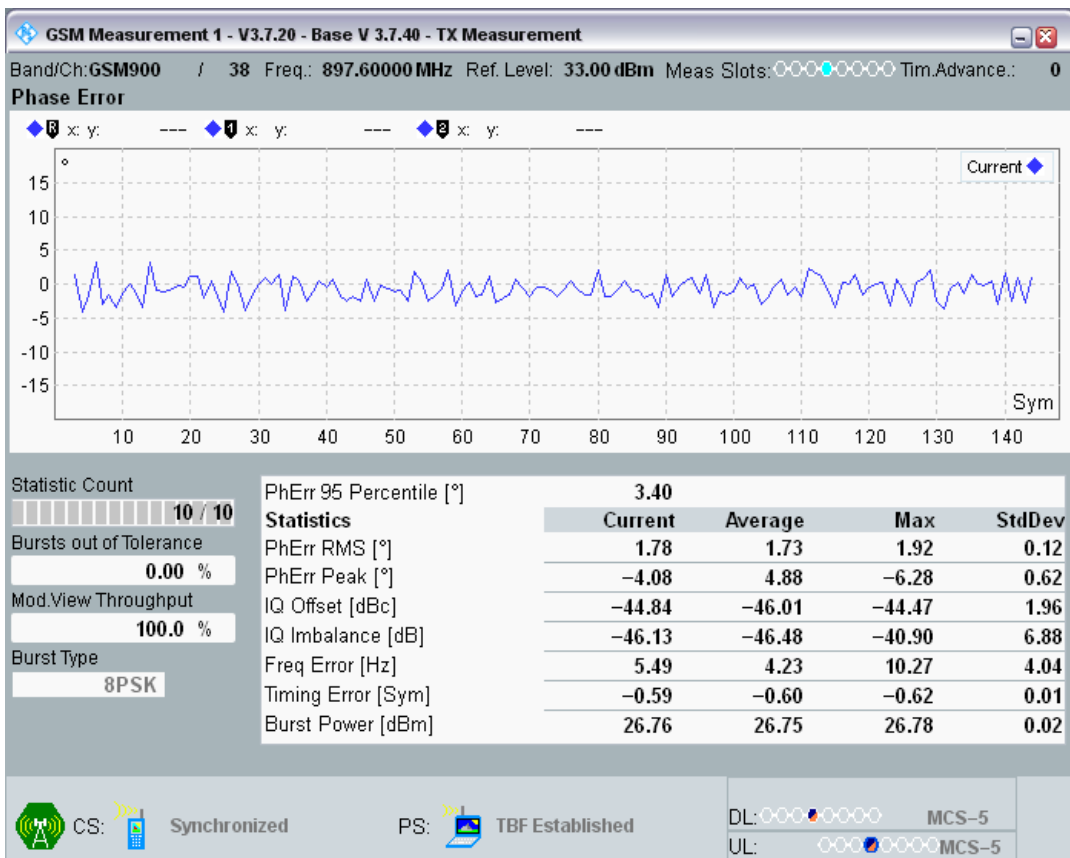 GSM Measurement 1 - V3.7.20 - Base V 3.7.40 - TX Measurement
Band/Ch:GSM900 / 38 Freq.: 897.60000 MHz Ref. Level: 33.00 dBm Meas Slots: Tim.Advance.: 0
Phase Error
R x: y: --- 1 x: y: --- 2 x: y: ---
°
Current
15
10
5
0
-5
-10
-15
Sym
10 20 30 40 50 60 70 80 90 100 110 120 130 140
Statistic Count
10 / 10
Bursts out of Tolerance
0.00 %
Mod.View Throughput
100.0 %
Burst Type
8PSK
PhErr 95 Percentile [°] 3.40
Statistics Current Average Max StdDev
PhErr RMS [°] 1.78 1.73 1.92 0.12
PhErr Peak [°] −4.08 4.88 −6.28 0.62
IQ Offset [dBc] −44.84 −46.01 −44.47 1.96
IQ Imbalance [dB] −46.13 −46.48 −40.90 6.88
Freq Error [Hz] 5.49 4.23 10.27 4.04
Timing Error [Sym] −0.59 −0.60 −0.62 0.01
Burst Power [dBm] 26.76 26.75 26.78 0.02
CS: Synchronized PS: TBF Established
DL: MCS−5
UL: MCS−5